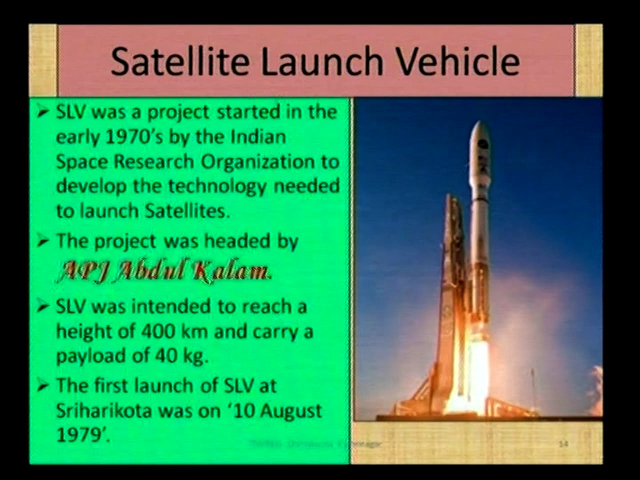 Satellite Launch Vehicle
➢ SLV was a project started in the
early 1970's by the Indian
Space Research Organization to
develop the technology needed
to launch Satellites.
➢ The project was headed by
APJ Abdul Kalam.
➢ SLV was intended to reach a
height of 400 km and carry a
payload of 40 kg.
➢ The first launch of SLV at
Sriharikota was on ‘10 August
1979’.
14